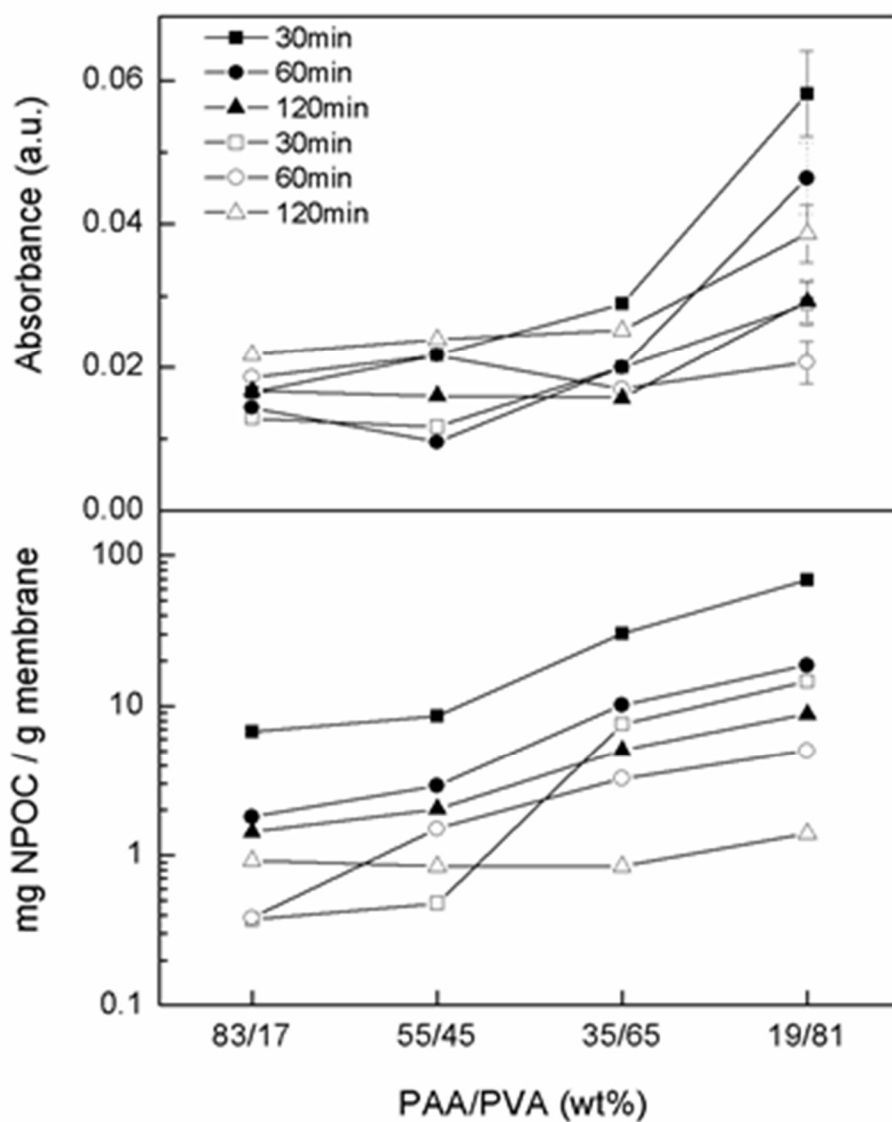 30min
60min
120min
30min
60min
120min
0.06
0.04
0.02
0.00
Absorbance (a.u.)
100
10
1
0.1
mg NPOC / g membrane
83/17 55/45 35/65 19/81
PAA/PVA (wt%)